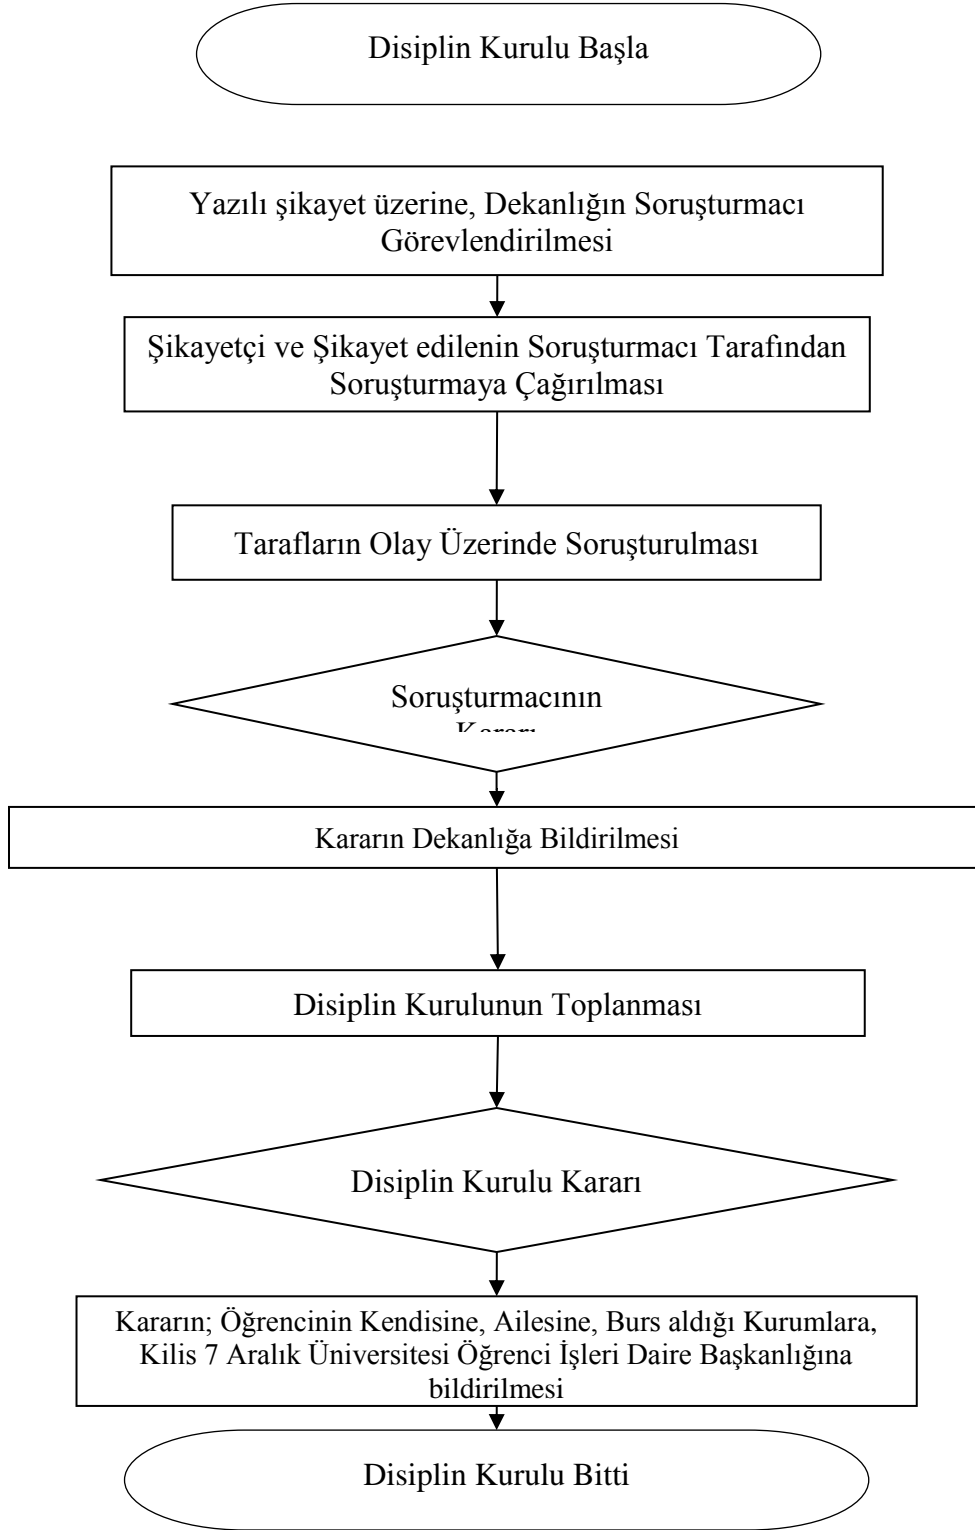 Disiplin Kurulu Başla
Yazılı şikayet üzerine, Dekanlığın Soruşturmacı
Görevlendirilmesi
Şikayetçi ve Şikayet edilenin Soruşturmacı Tarafından
Soruşturmaya Çağırılması
Tarafların Olay Üzerinde Soruşturulması
Soruşturmacının
Kararı
Kararın Dekanlığa Bildirilmesi
Disiplin Kurulunun Toplanması
Disiplin Kurulu Kararı
Kararın; Öğrencinin Kendisine, Ailesine, Burs aldığı Kurumlara,
Kilis 7 Aralık Üniversitesi Öğrenci İşleri Daire Başkanlığına
bildirilmesi
Disiplin Kurulu Bitti